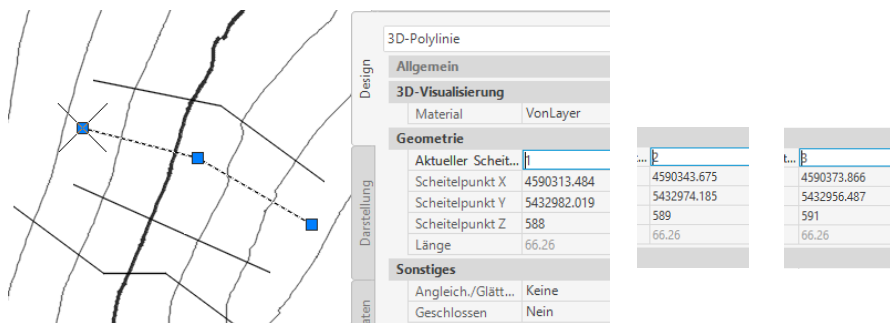 3D-Polylinie
Design
Allgemein
3D-Visualisierung
Material VonLayer
Geometrie
Aktueller Scheit... 1
Scheitelpunkt X 4590313.484
Scheitelpunkt Y 5432982.019
Scheitelpunkt Z 588
Länge 66.26
Sonstiges
Angleich./Glätt... Keine
Geschlossen Nein
Darstellung
aten
... 2
4590343.675
5432974.185
589
66.26
t... 3
4590373.866
5432956.487
591
66.26